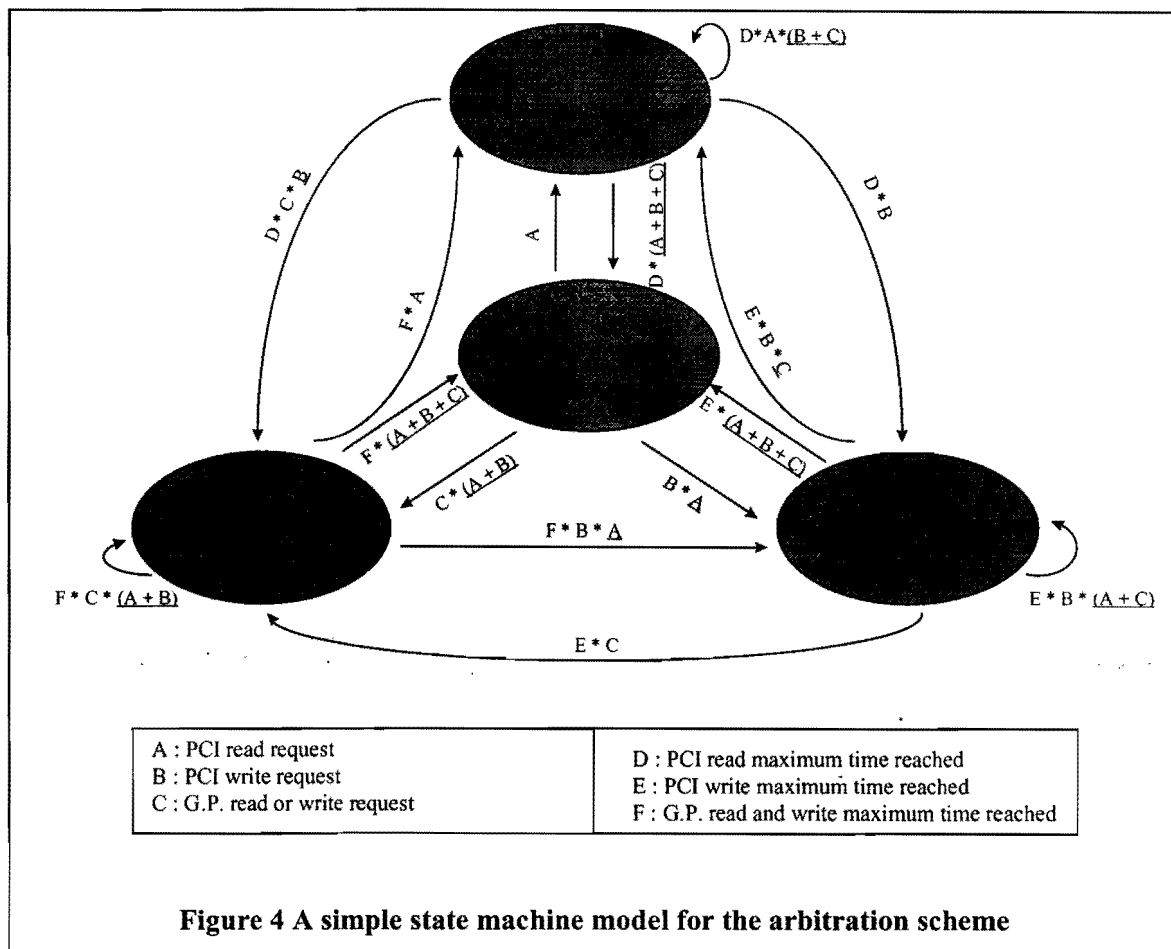 D*A*(B + C)
D*C*B
F*A
A
D*(A+B+C)
D*B
E*B*C
F*(A+B+C)
C*(A+B)
E*(A+B+C)
B*A
F*B*A
F*C*(A+B)
E*B*(A+C)
E*C
A : PCI read request
B : PCI write request
C : G.P. read or write request
D : PCI read maximum time reached
E : PCI write maximum time reached
F : G.P. read and write maximum time reached
Figure 4 A simple state machine model for the arbitration scheme